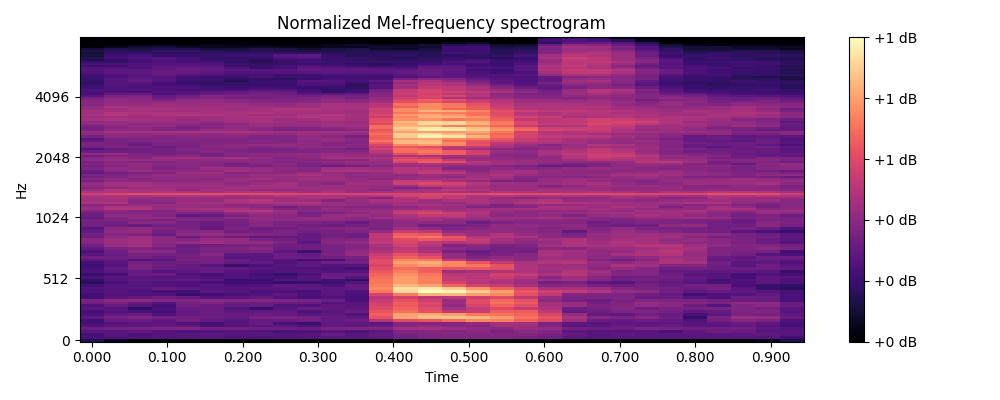 Normalized Mel-frequency spectrogram
4096
2048
1024
512
0
Hz
0.000 0.100 0.200 0.300 0.400 0.500 0.600 0.700 0.800 0.900
Time
+1 dB
+1 dB
+1 dB
+0 dB
+0 dB
+0 dB